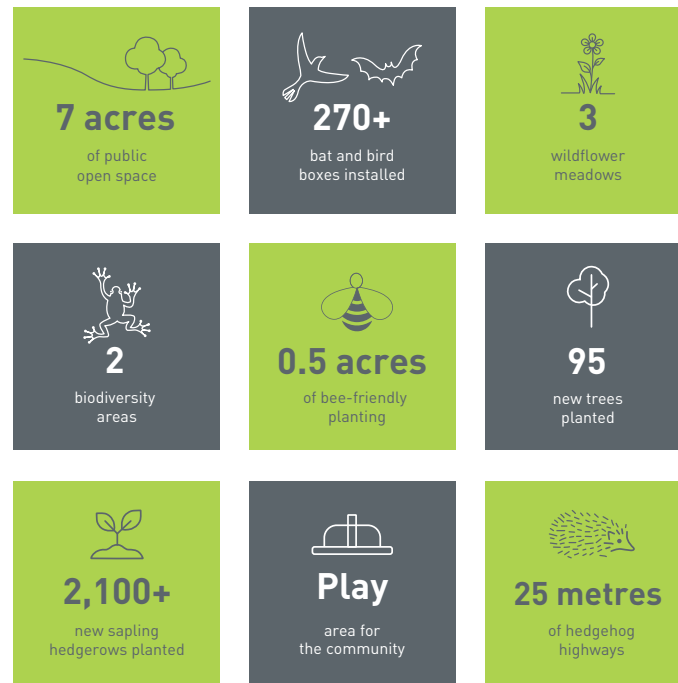 7 acres
of public
open space
270+
bat and bird
boxes installed
3
wildflower
meadows
2
biodiversity
areas
0.5 acres
of bee-friendly
planting
95
new trees
planted
2,100+
new sapling
hedgerows planted
Play
area for
the community
25 metres
of hedgehog
highways